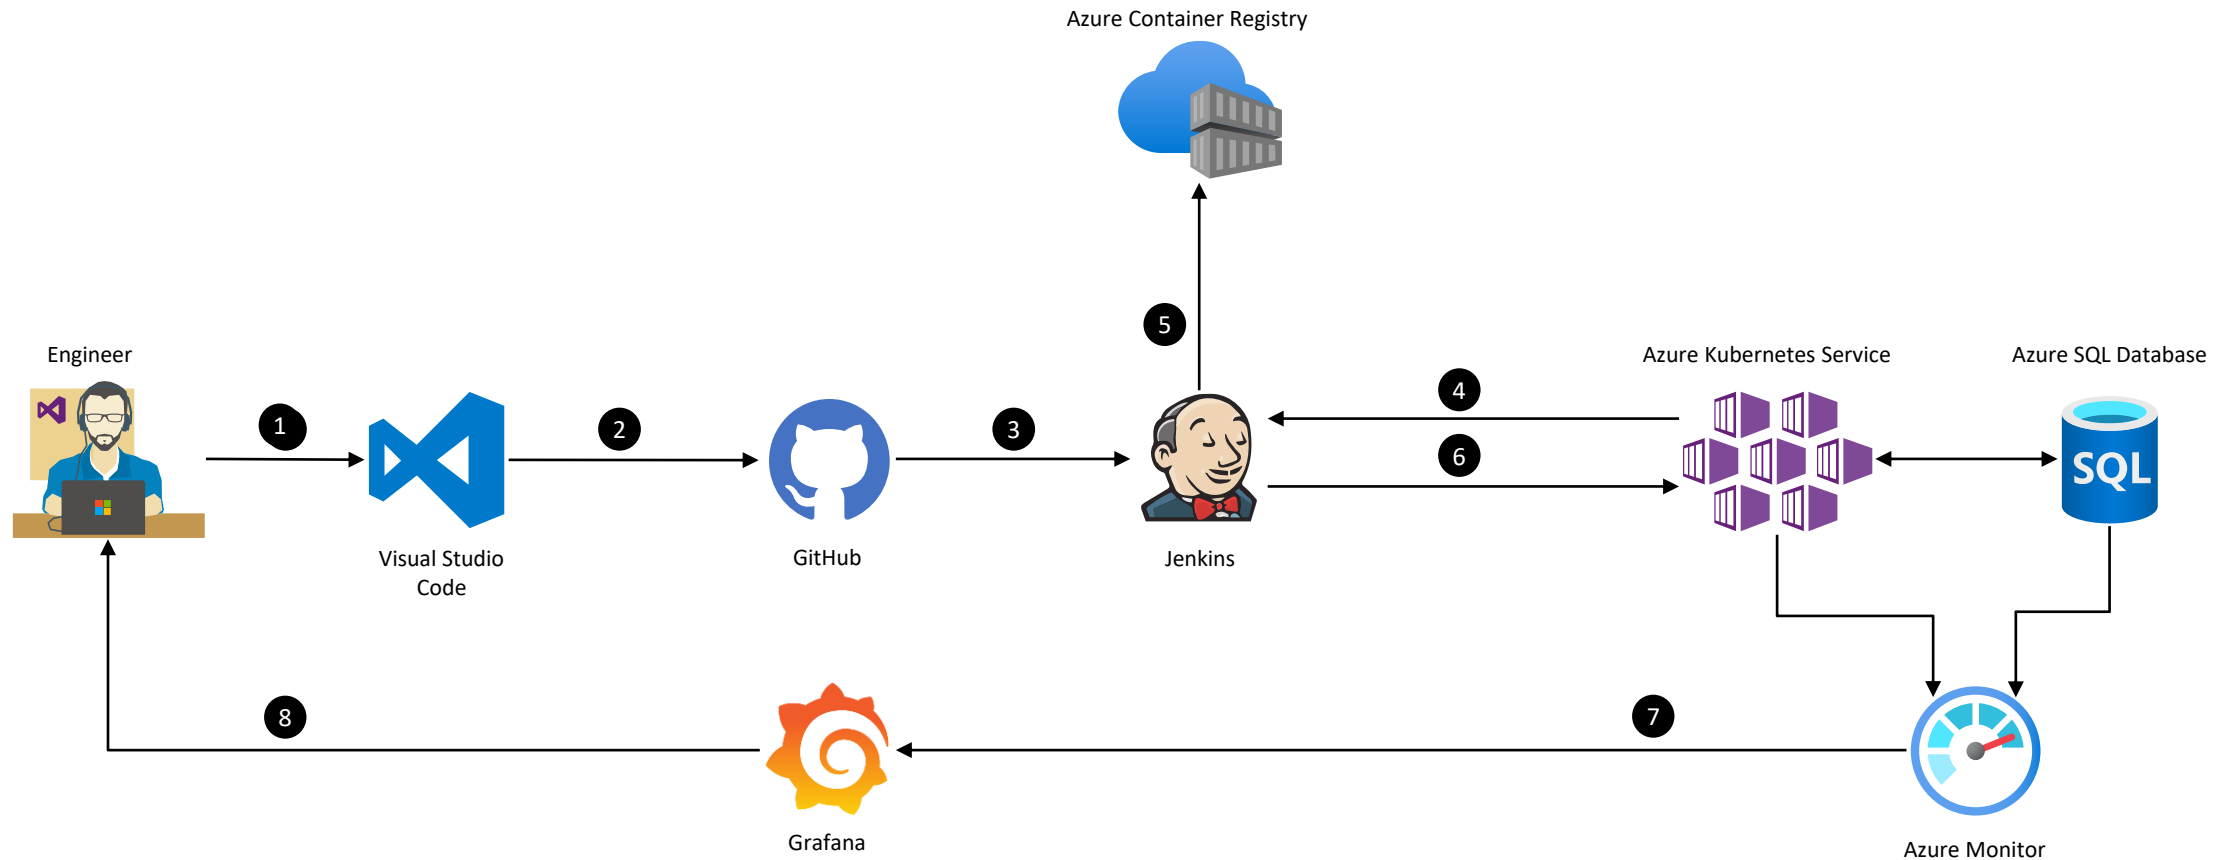 Azure Container Registry
5
Engineer
Azure Kubernetes Service
Azure SQL Database
1
2
3
4
6
SQL
Visual Studio
Code
GitHub
Jenkins
8
7
Grafana
Azure Monitor